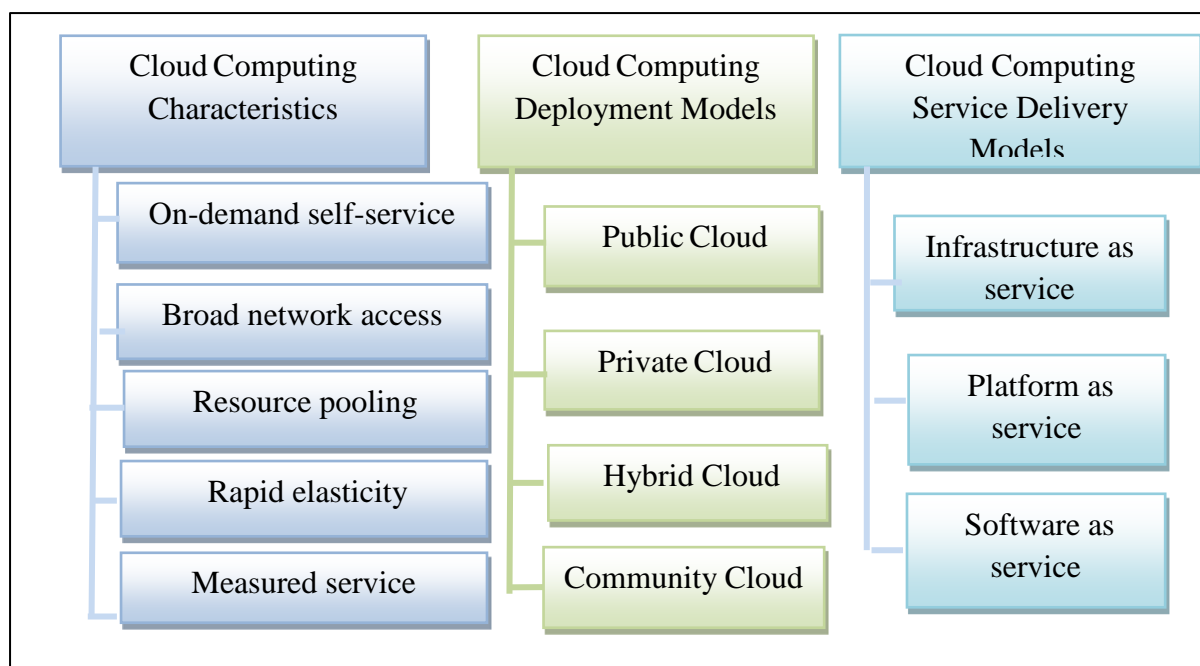 Cloud Computing
Characteristics
On-demand self-service
Broad network access
Resource pooling
Rapid elasticity
Measured service
Cloud Computing
Deployment Models
Public Cloud
Private Cloud
Hybrid Cloud
Community Cloud
Cloud Computing
Service Delivery
Models
Infrastructure as
service
Platform as
service
Software as
service